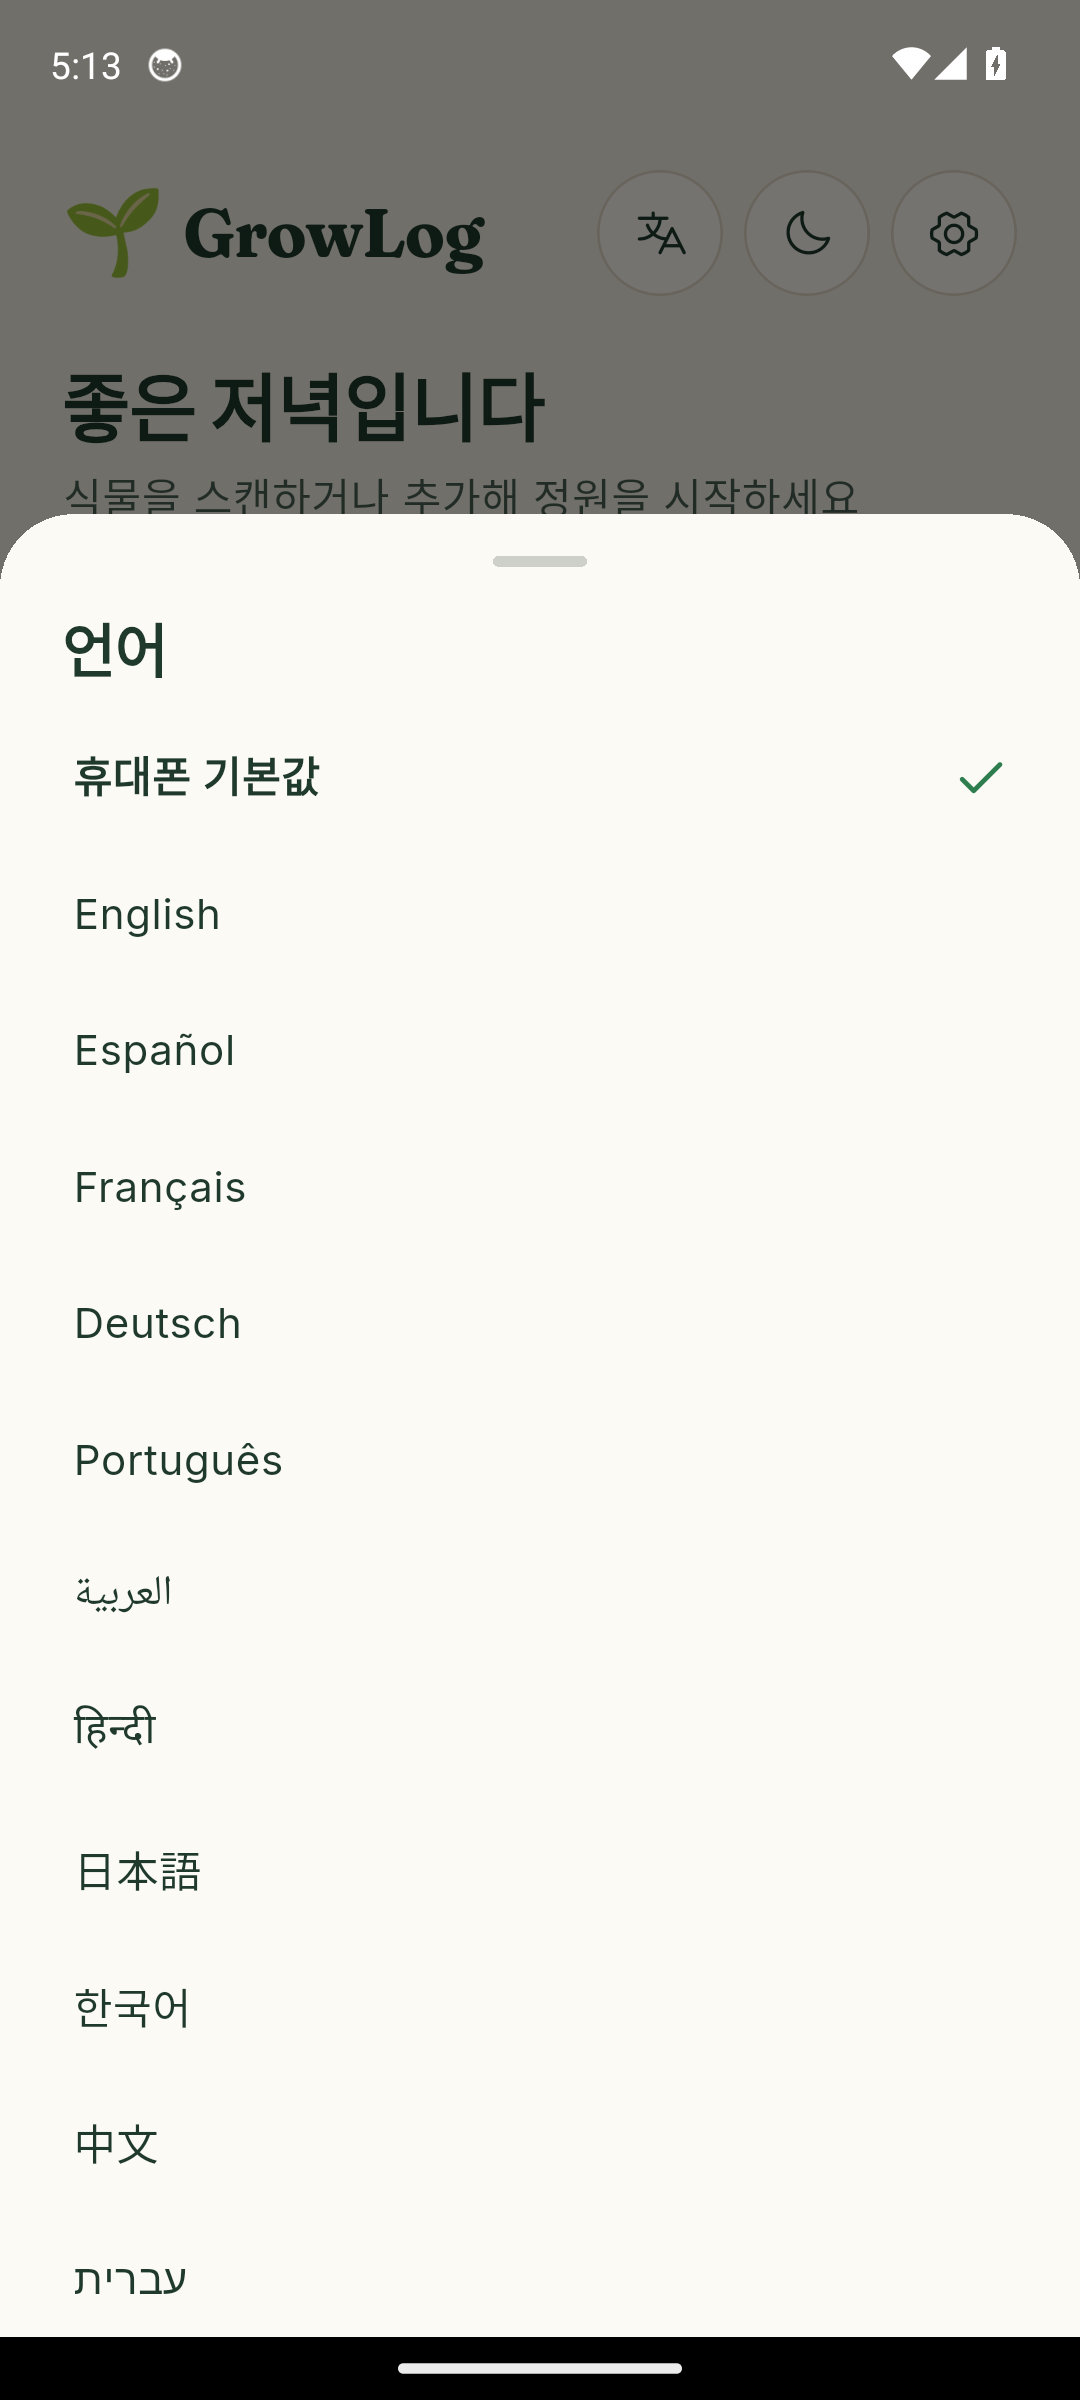 5:13
GrowLog
좋은 저녁입니다
식물을 스캔하거나 추가해 정원을 시작하세요
언어
휴대폰 기본값
English
Español
Français
Deutsch
Português
العربية
हिन्दी
日本語
한국어
中文
עברית